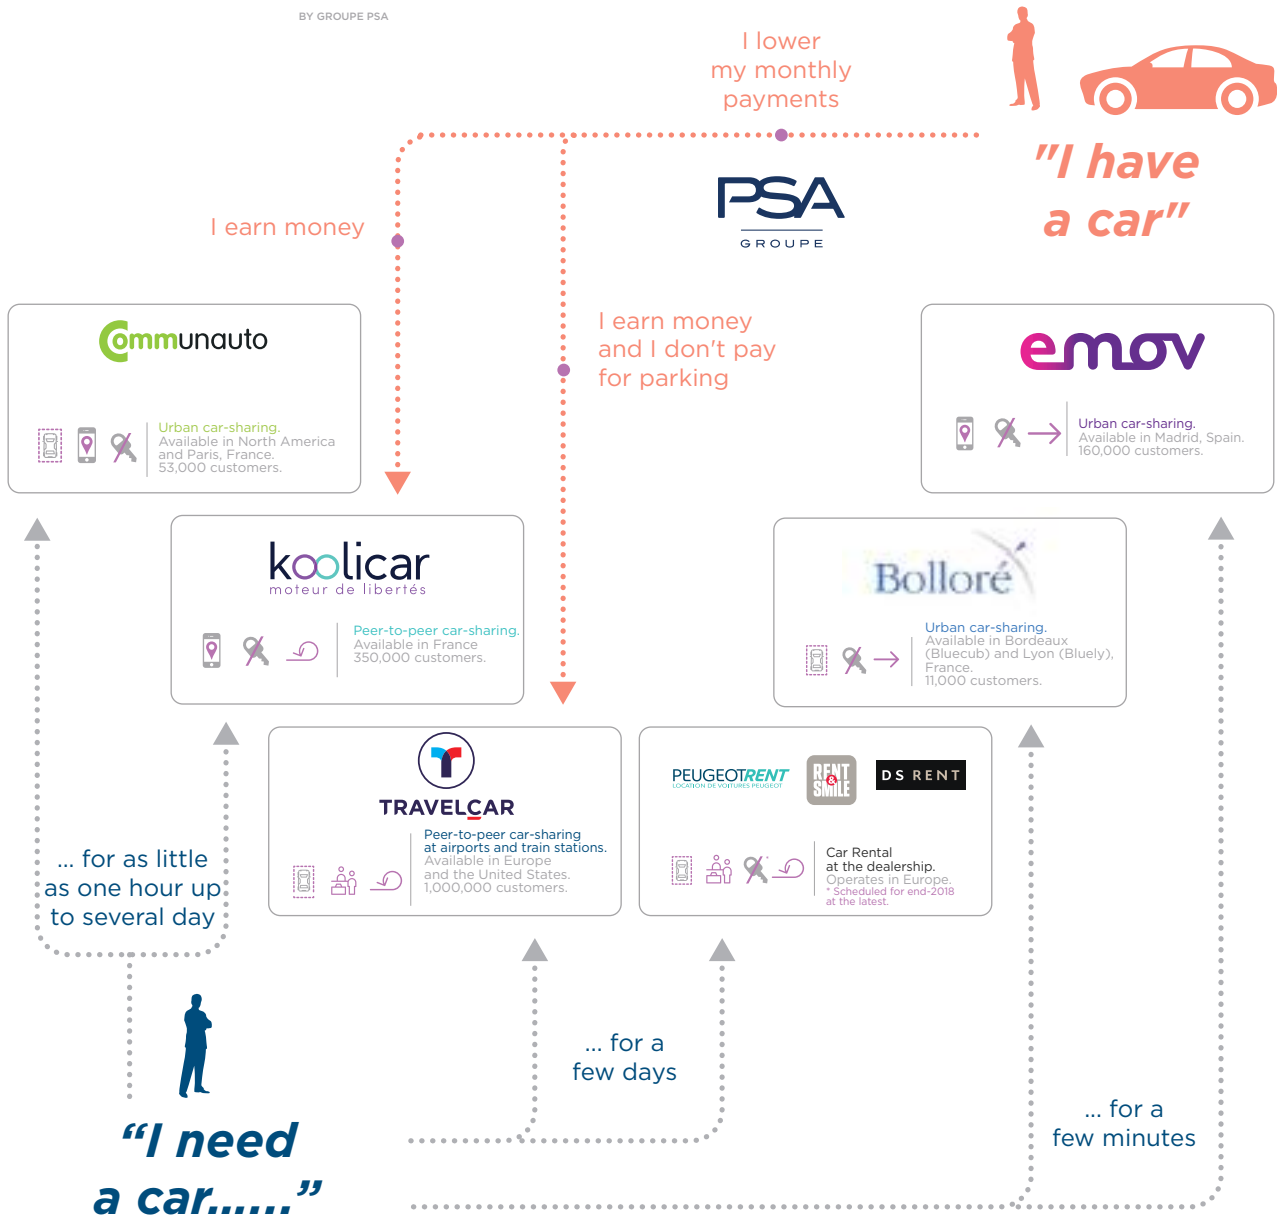 BY GROUPE PSA
I lower
my monthly
payments
"I have
a car"
PSA
GROUPE
I earn money
I earn money
and I don't pay
for parking
Communauto
Urban car-sharing.
Available in North America
and Paris, France.
53,000 customers.
emov
Urban car-sharing.
Available in Madrid, Spain.
160,000 customers.
koolicar
moteur de libertés
Peer-to-peer car-sharing.
Available in France
350,000 customers.
Bolloré
Urban car-sharing.
Available in Bordeaux
(Bluecub) and Lyon (Bluely),
France.
11,000 customers.
TRAVELCAR
Peer-to-peer car-sharing
at airports and train stations.
Available in Europe
and the United States.
1,000,000 customers.
PEUGEOTRENT
LOCATION DE VOITURES PEUGEOT
RENT
&
SMILE
DS RENT
*
Car Rental
at the dealership.
Operates in Europe.
* Scheduled for end-2018
at the latest.
... for as little
as one hour up
to several day
... for a
few days
... for a
few minutes
“I need
a car......”